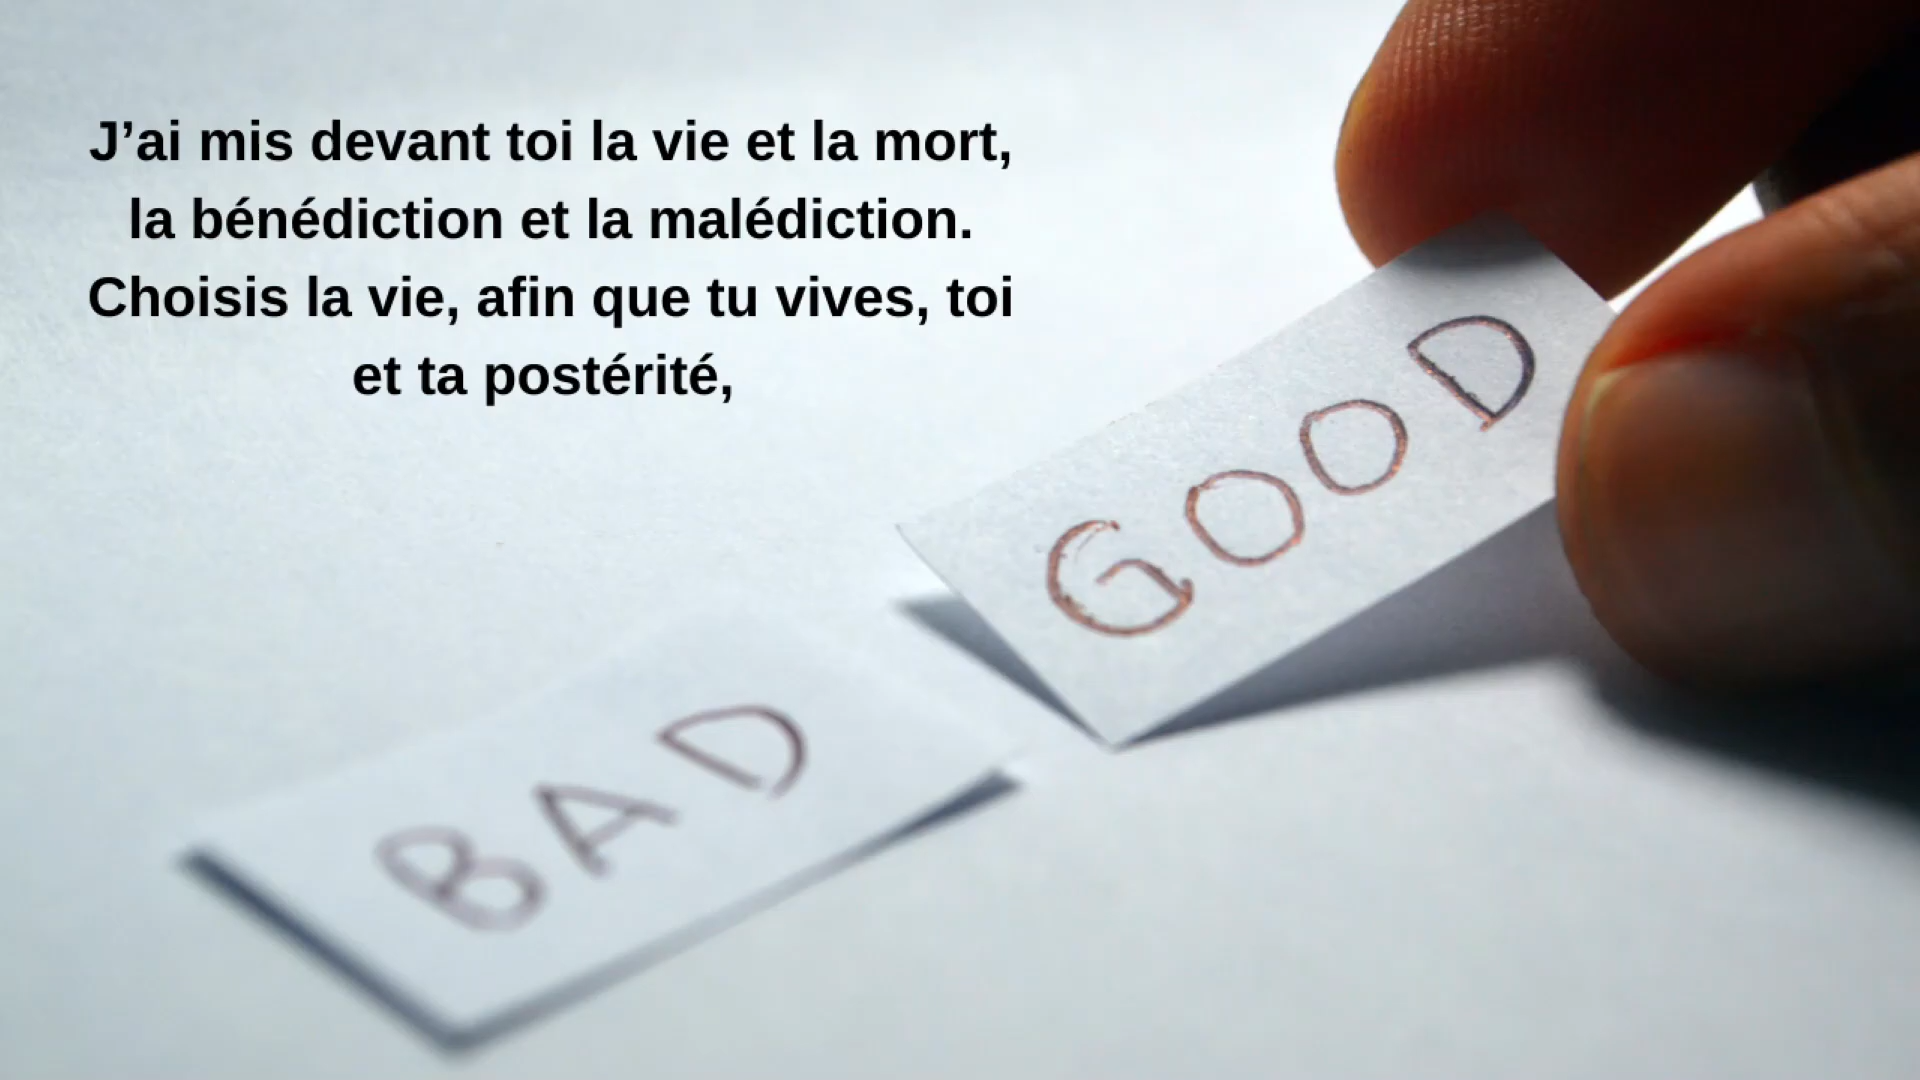 J’ai mis devant toi la vie et la mort,
la bénédiction et la malédiction.
Choisis la vie, afin que tu vives, toi
et ta postérité,
GOOD
BAD